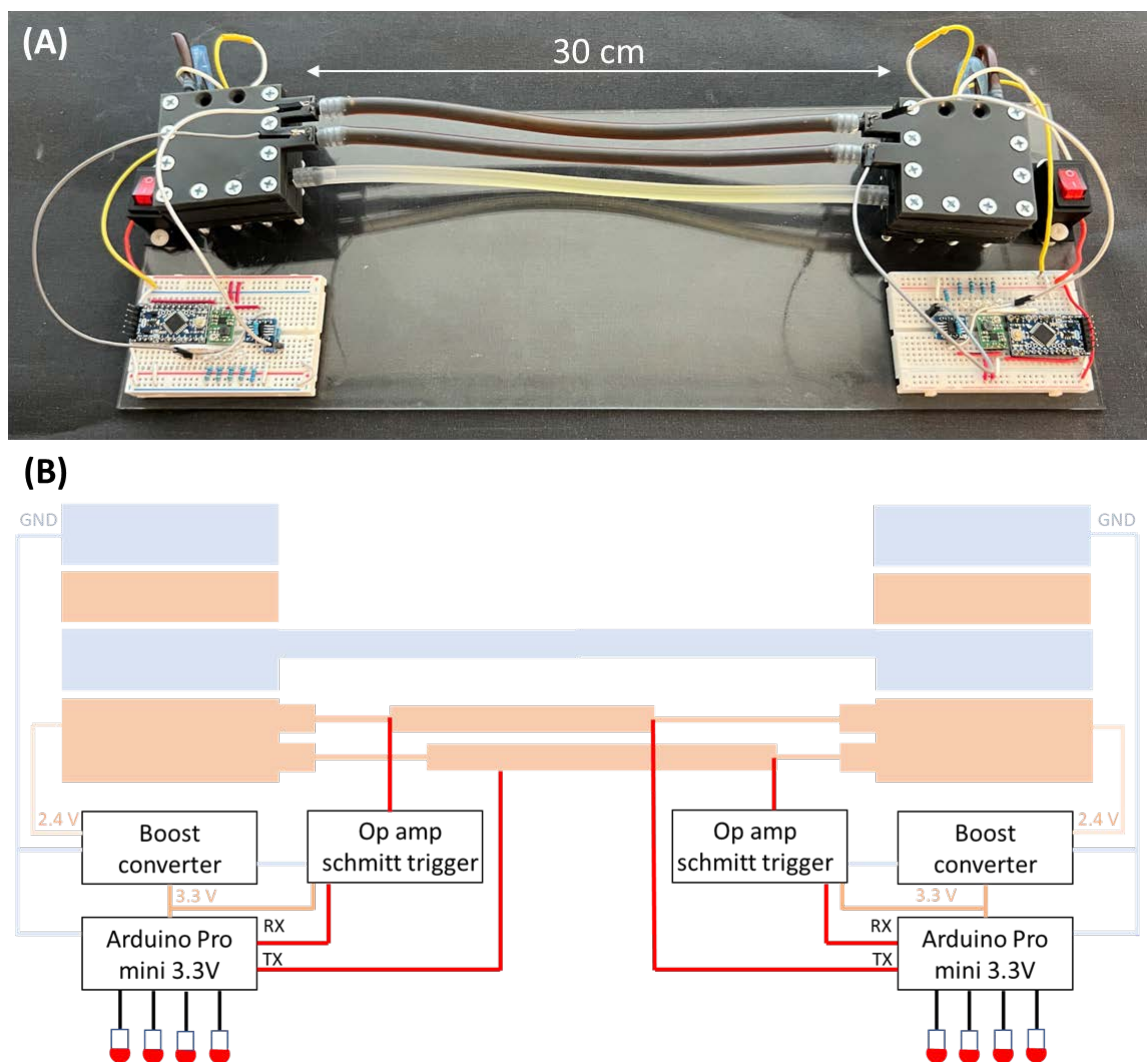 (A)
30 cm
(B)
GND
GND
2.4 V
2.4 V
Boost
converter
Op amp
schmitt trigger
Op amp
schmitt trigger
Boost
converter
3.3 V
3.3 V
Arduino Pro
mini 3.3V
RX
TX
RX
TX
Arduino Pro
mini 3.3V